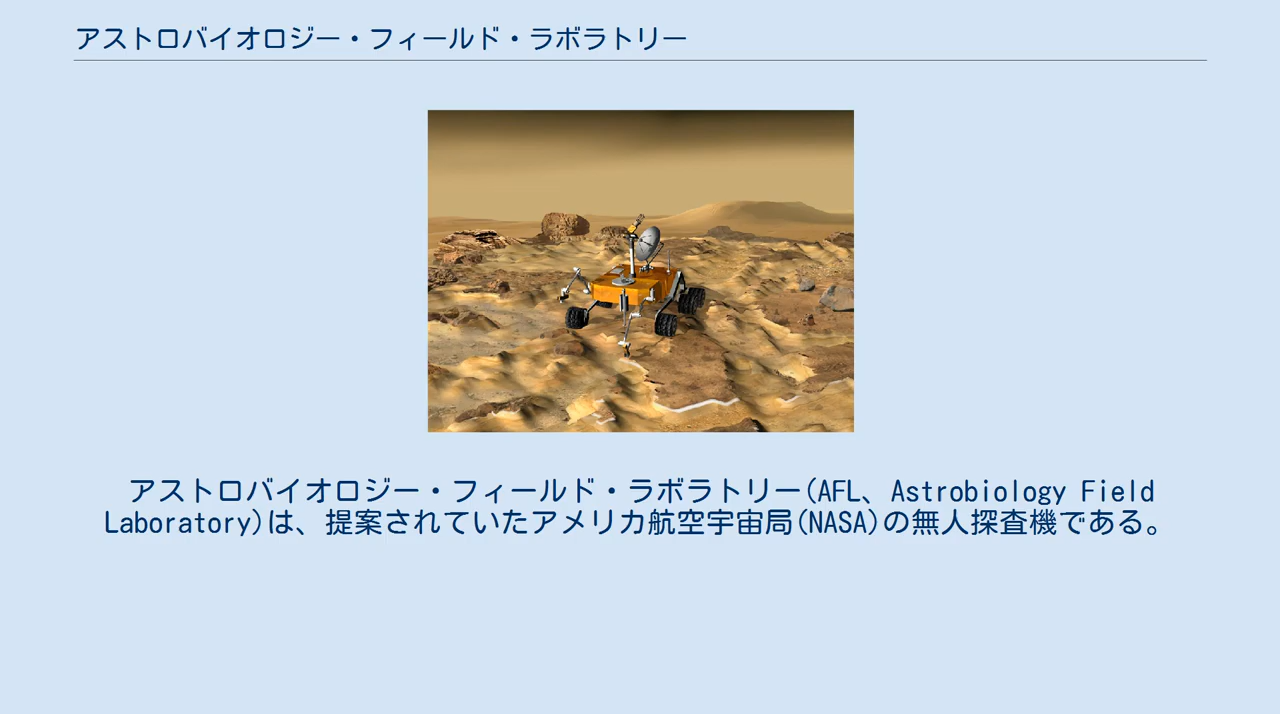 アストロバイオロジー・フィールド・ラボラトリー
アストロバイオロジー・フィールド・ラボラトリー(AFL、Astrobiology Field
Laboratory)は、提案されていたアメリカ航空宇宙局(NASA)の無人探査機である。